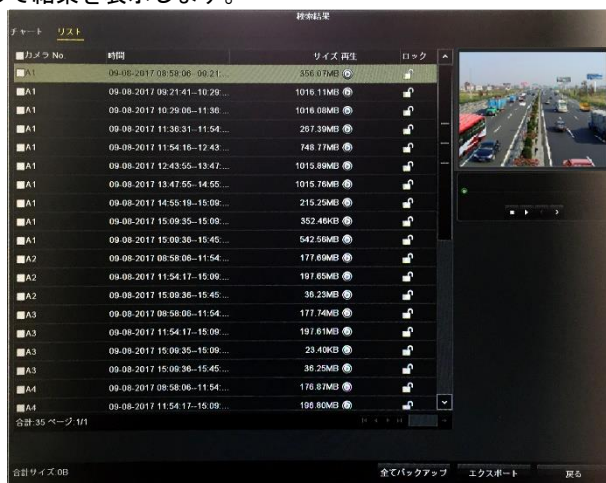 て結果を表示します。
検索結果
チャート リスト
カメラ No. 時間 サイズ 再生 ロック
A1 09-08-2017 08:58:06--09:21:... 356.07MB
A1 09-08-2017 09:21:41--10:29:... 1016.11MB
A1 09-08-2017 10:29:06--11:36:... 1016.08MB
A1 09-08-2017 11:36:31--11:54:... 267.39MB
A1 09-08-2017 11:54:16--12:43:... 748.77MB
A1 09-08-2017 12:43:55--13:47:... 1015.89MB
A1 09-08-2017 13:47:55--14:55:... 1015.76MB
A1 09-08-2017 14:55:19--15:09:... 215.25MB
A1 09-08-2017 15:09:35--15:09:... 352.46KB
A1 09-08-2017 15:09:36--15:45:... 542.56MB
A2 09-08-2017 08:58:06--11:54:... 177.69MB
A2 09-08-2017 11:54:17--15:09:... 197.65MB
A2 09-08-2017 15:09:36--15:45:... 36.23MB
A3 09-08-2017 08:58:06--11:54:... 177.74MB
A3 09-08-2017 11:54:17--15:09:... 197.61MB
A3 09-08-2017 15:09:35--15:09:... 23.40KB
A3 09-08-2017 15:09:36--15:45:... 36.25MB
A4 09-08-2017 08:58:06--11:54:... 176.87MB
A4 09-08-2017 11:54:17--15:09:... 196.80MB
合計:35 ページ:1/1
合計サイズ:0B 全てバックアップ エクスポート 戻る